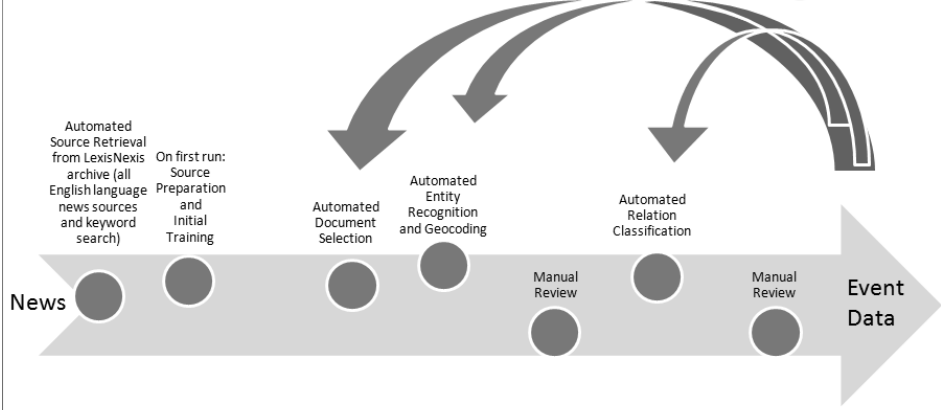 Automated
Source Retrieval
from LexisNexis
archive (all
English language
news sources
and keyword
search)
On first run:
Source
Preparation
and
Initial
Training
Automated
Document
Selection
Automated
Entity
Recognition
and Geocoding
Automated
Relation
Classification
Manual
Review
Manual
Review
News
Event
Data